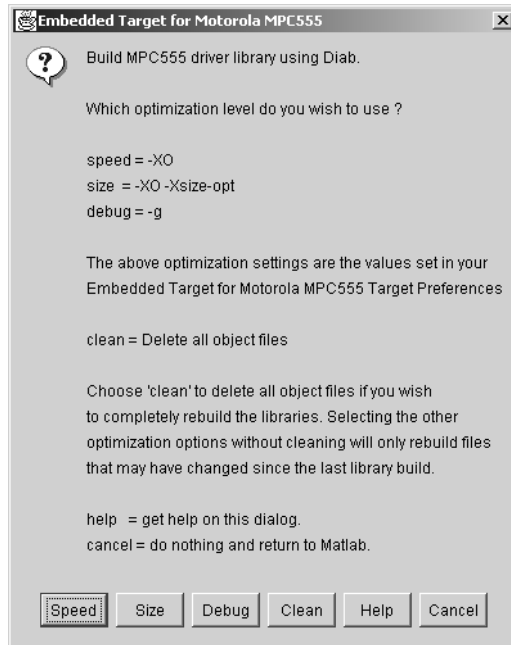 Embedded Target for Motorola MPC555
Build MPC555 driver library using Diab.
Which optimization level do you wish to use ?
speed = -XO
size = -XO -Xsize-opt
debug = -g
The above optimization settings are the values set in your
Embedded Target for Motorola MPC555 Target Preferences
clean = Delete all object files
Choose 'clean' to delete all object files if you wish
to completely rebuild the libraries. Selecting the other
optimization options without cleaning will only rebuild files
that may have changed since the last library build.
help = get help on this dialog.
cancel = do nothing and return to Matlab.
Speed Size Debug Clean Help Cancel